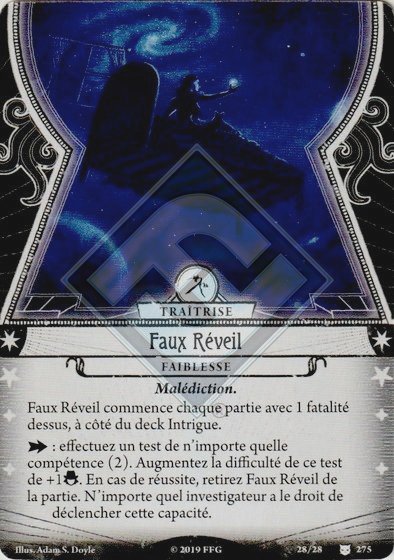 TRAÎTRISE
Faux Réveil
FAIBLESSE
Malédiction.
Faux Réveil commence chaque partie avec 1 fatalité
dessus, à côté du deck Intrigue.
: effectuez un test de n'importe quelle
compétence (2). Augmentez la difficulté de ce test
de +1. En cas de réussite, retirez Faux Réveil de
la partie. N'importe quel investigateur a le droit de
déclencher cette capacité.
Illus. Adam S. Doyle © 2019 FFG 28/28 275